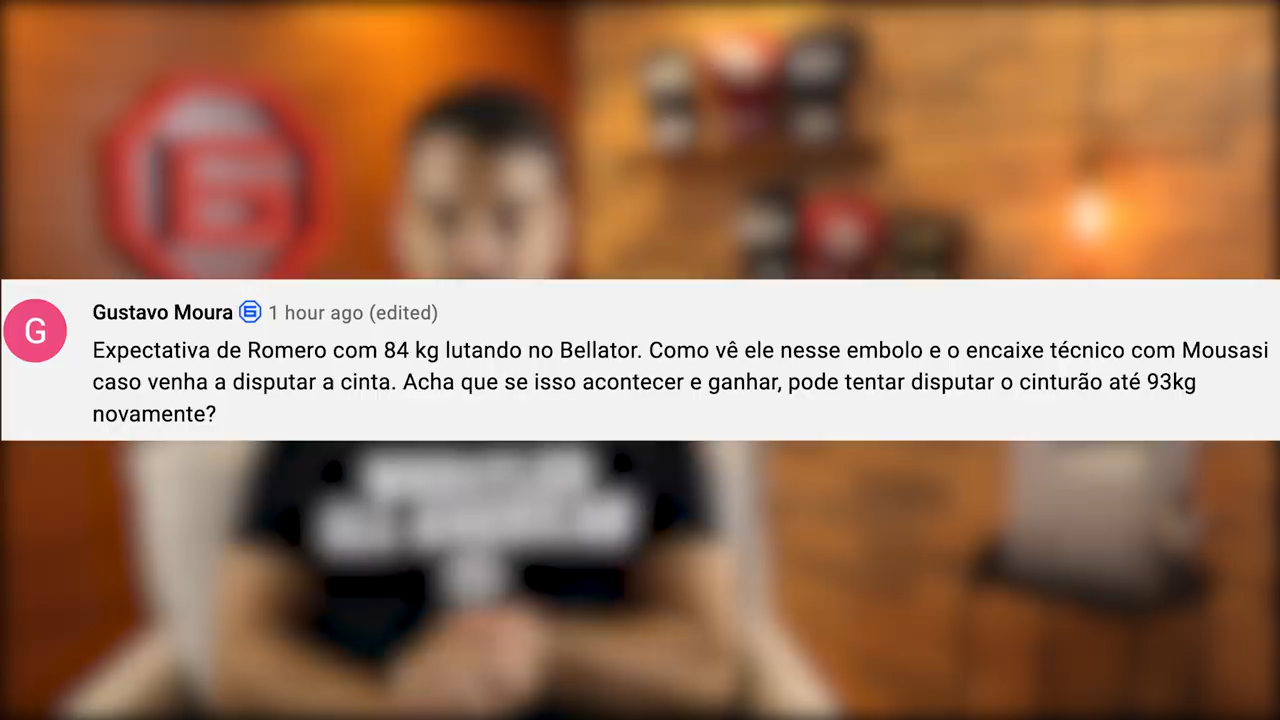 Gustavo Moura 1 hour ago (edited)
G
Expectativa de Romero com 84 kg lutando no Bellator. Como vê ele nesse embolo e o encaixe técnico com Mousasi
caso venha a disputar a cinta. Acha que se isso acontecer e ganhar, pode tentar disputar o cinturão até 93kg
novamente?